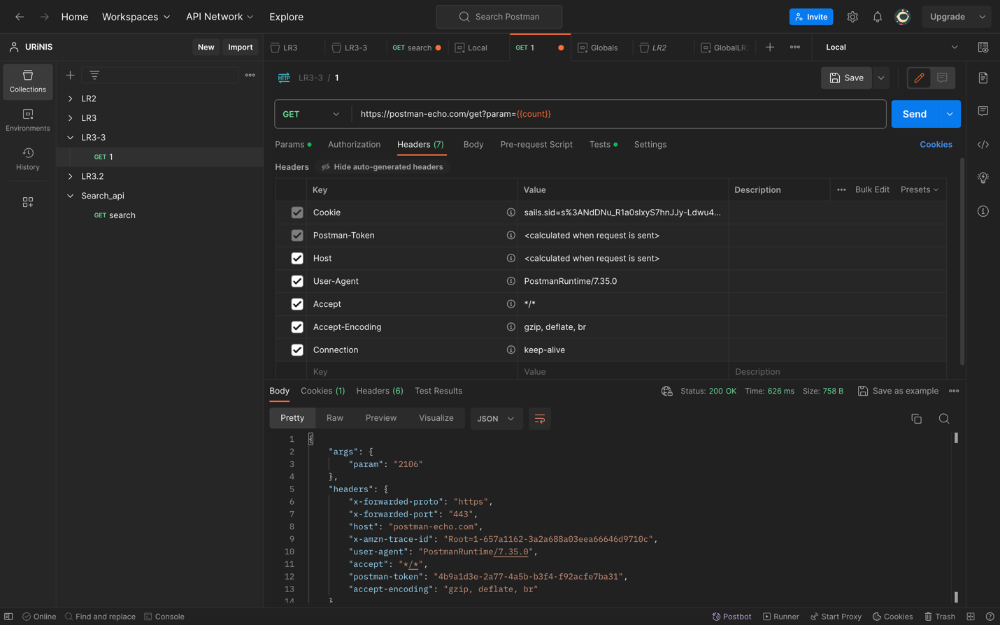 Home Workspaces API Network Explore Search Postman Invite Upgrade
URiNIS New Import LR3 LR3-3 GET search Local GET 1 Globals LR2 GlobalLR Local
Collections
Environments
History
LR2
LR3
LR3-3
GET 1
LR3.2
Search_api
GET search
HTTP LR3-3 / 1 Save
GET https://postman-echo.com/get?param={{count}} Send
Params Authorization Headers (7) Body Pre-request Script Tests Settings Cookies
Headers Hide auto-generated headers
Key Value Description Bulk Edit Presets
Cookie sails.sid=s%3ANdDNu_R1a0slxyS7hnJJy-Ldwu4...
Postman-Token <calculated when request is sent>
Host <calculated when request is sent>
User-Agent PostmanRuntime/7.35.0
Accept */*
Accept-Encoding gzip, deflate, br
Connection keep-alive
Key Value Description
Body Cookies (1) Headers (6) Test Results Status: 200 OK Time: 626 ms Size: 758 B Save as example
Pretty Raw Preview Visualize JSON
1 {
2 "args": {
3 "param": "2106"
4 },
5 "headers": {
6 "x-forwarded-proto": "https",
7 "x-forwarded-port": "443",
8 "host": "postman-echo.com",
9 "x-amzn-trace-id": "Root=1-657a1162-3a2a688a03eea66646d9710c",
10 "user-agent": "PostmanRuntime/7.35.0",
11 "accept": "*/*",
12 "postman-token": "4b9a1d3e-2a77-4a5b-b3f4-f92acfe7ba31",
13 "accept-encoding": "gzip, deflate, br"
14 }
Online Find and replace Console Postbot Runner Start Proxy Cookies Trash